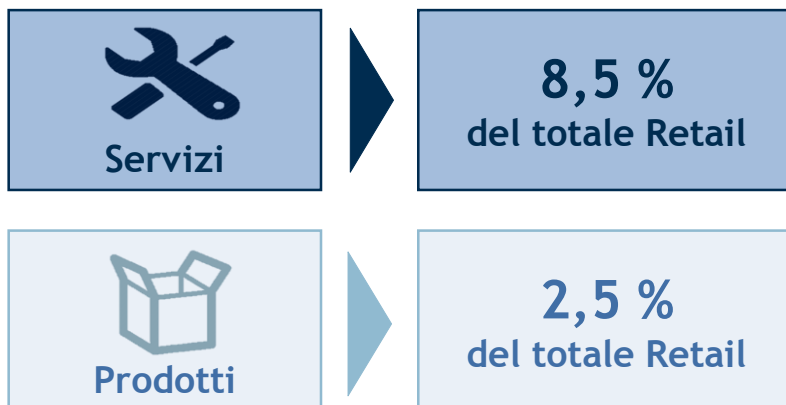 Servizi
8,5 %
del totale Retail
Prodotti
2,5 %
del totale Retail